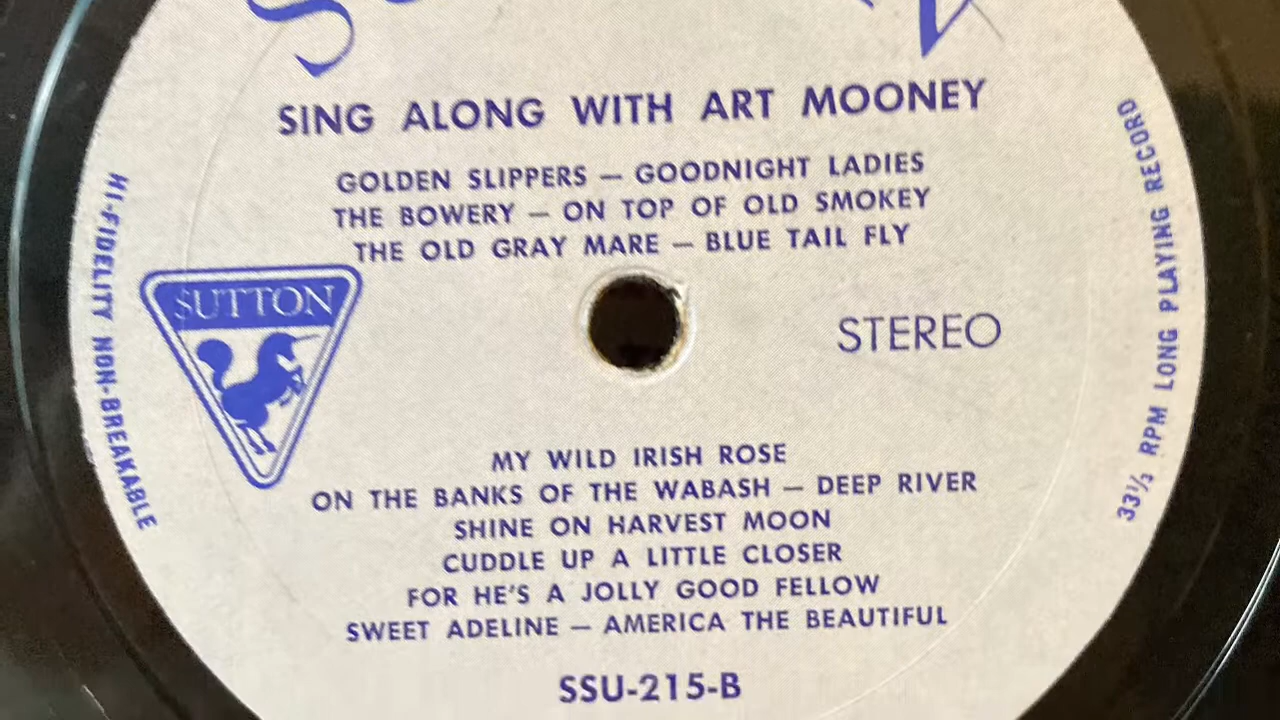 SING ALONG WITH ART MOONEY
GOLDEN SLIPPERS — GOODNIGHT LADIES
THE BOWERY — ON TOP OF OLD SMOKEY
THE OLD GRAY MARE — BLUE TAIL FLY
HI-FIDELITY NON-BREAKABLE
SUTTON
STEREO
33⅓ RPM LONG PLAYING RECORD
MY WILD IRISH ROSE
ON THE BANKS OF THE WABASH — DEEP RIVER
SHINE ON HARVEST MOON
CUDDLE UP A LITTLE CLOSER
FOR HE'S A JOLLY GOOD FELLOW
SWEET ADELINE — AMERICA THE BEAUTIFUL
SSU-215-B